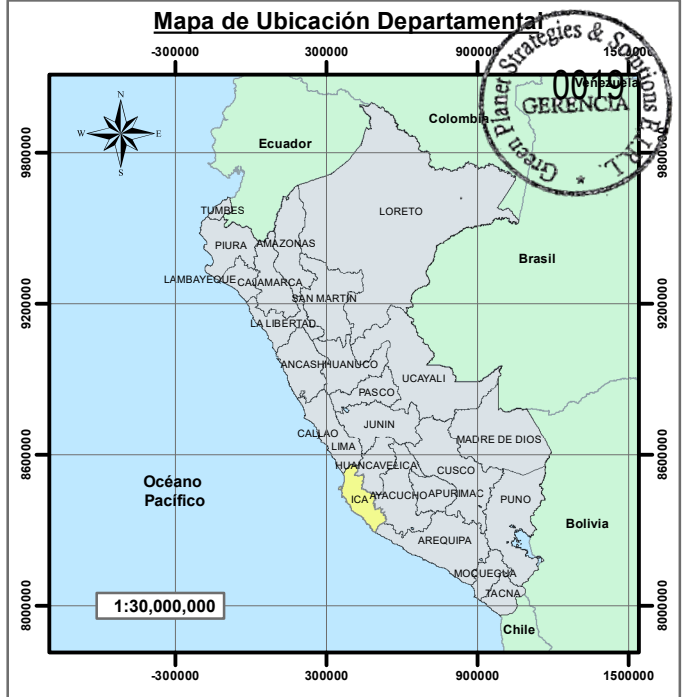 Mapa de Ubicación Departamental
-300000 300000 900000 1500000
Green Planet Strategies & Solutions E.I.R.L.
0019
GERENCIA
Venezuela
N
W E
S
Colombia
Ecuador
9800000 9800000
TUMBES
LORETO
PIURA AMAZONAS
Brasil
LAMBAYEQUE CAJAMARCA
SAN MARTIN
9200000 9200000
LA LIBERTAD
ANCASH HUANUCO
UCAYALI
PASCO
JUNIN
CALLAO
LIMA
MADRE DE DIOS
8600000 8600000
HUANCAVELICA
CUSCO
Océano
Pacífico
ICA AYACUCHO APURIMAC PUNO
Bolivia
AREQUIPA
MOQUEGUA
TACNA
1:30,000,000
8000000 8000000
Chile
-300000 300000 900000 1500000